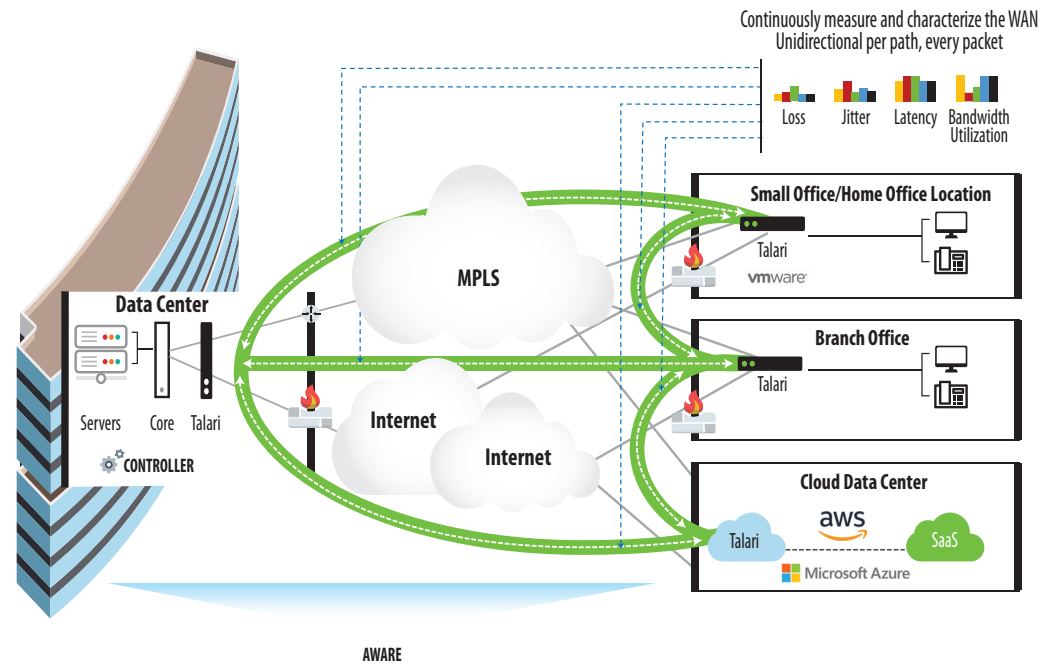 Continuously measure and characterize the WAN
Unidirectional per path, every packet
Loss
Jitter
Latency
Bandwidth
Utilization
Small Office/Home Office Location
Talari
vmware®
MPLS
Data Center
Servers
Core
Talari
CONTROLLER
Branch Office
Talari
Internet
Internet
Cloud Data Center
Talari
aws
SaaS
Microsoft Azure
AWARE